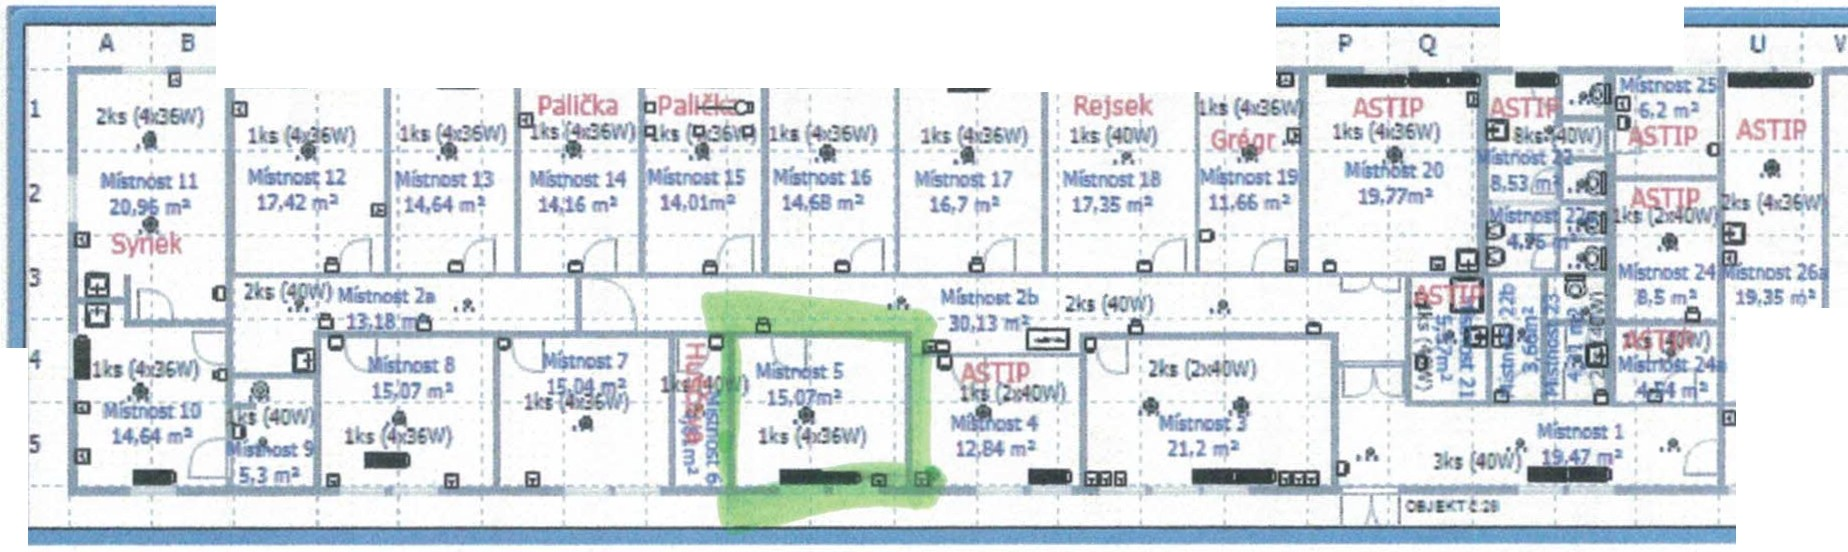 A B P Q U V
1
2
3
4
5
2ks (4x36W)
Místnost 11
20,96 m²
Synek
1ks (4x36W)
Místnost 12
17,42 m²
1ks (4x36W)
Místnost 13
14,64 m²
Palička
1ks (4x36W)
Místnost 14
14,16 m²
Palička
1ks (4x36W)
Místnost 15
14,01m²
1ks (4x36W)
Místnost 16
14,68 m²
1ks (4x36W)
Místnost 17
16,7 m²
Rejsek
1ks (40W)
Místnost 18
17,35 m²
1ks (4x36W)
Grégr
Místnost 19
11,66 m²
ASTIP
1ks (4x36W)
Místnost 20
19,77m²
ASTIP
8ks (40W)
Místnost 22
8,53 m²
Místnost 25
6,2 m²
ASTIP
ASTIP
1ks (2x40W)
Místnost 24
8,5 m²
ASTIP
2ks (4x36W)
Místnost 26a
19,35 m²
2ks (40W)
Místnost 2a
13,18 m²
Místnost 2b
30,13 m²
2ks (40W)
ASTIP
Místnost 24a
1ks (4x36W)
Místnost 10
14,64 m²
1ks (40W)
Místnost 9
5,3 m²
Místnost 8
15,07 m²
1ks (4x36W)
Místnost 7
15,04 m²
1ks (4x36W)
1ks (40W)
Místnost 6
Místnost 5
15,07m²
1ks (4x36W)
ASTIP
1ks (2x40W)
Místnost 4
12,84 m²
2ks (2x40W)
Místnost 3
21,2 m²
3ks (40W)
Místnost 1
19,47 m²
OBJEKT č.28